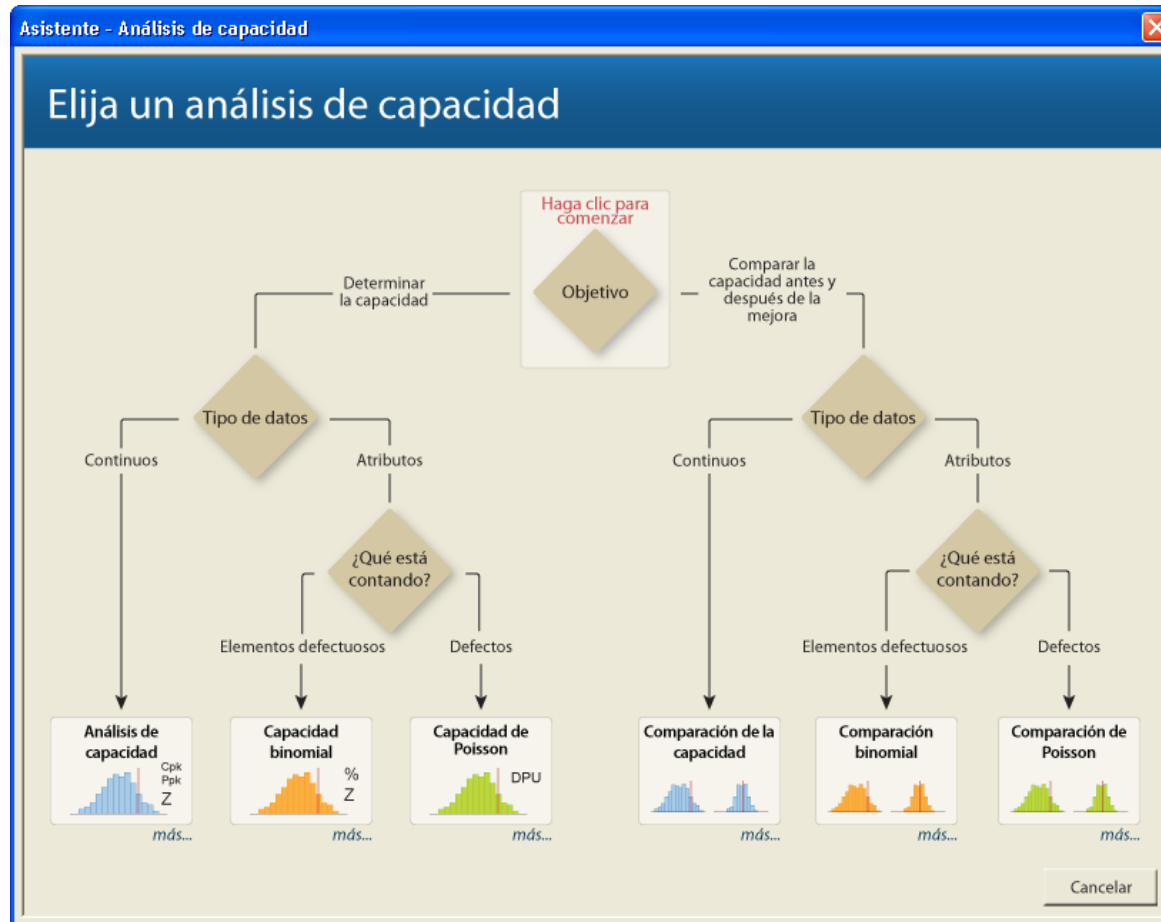 Asistente - Análisis de capacidad
Elija un análisis de capacidad
Haga clic para
comenzar
Objetivo
Determinar
la capacidad
Comparar la
capacidad antes y
después de la
mejora
Tipo de datos
Tipo de datos
Continuos
Atributos
Continuos
Atributos
¿Qué está
contando?
¿Qué está
contando?
Elementos defectuosos
Defectos
Elementos defectuosos
Defectos
Análisis de
capacidad
Cpk
Ppk
Z
más...
Capacidad
binomial
%
Z
más...
Capacidad de
Poisson
DPU
más...
Comparación de la
capacidad
más...
Comparación
binomial
más...
Comparación de
Poisson
más...
Cancelar